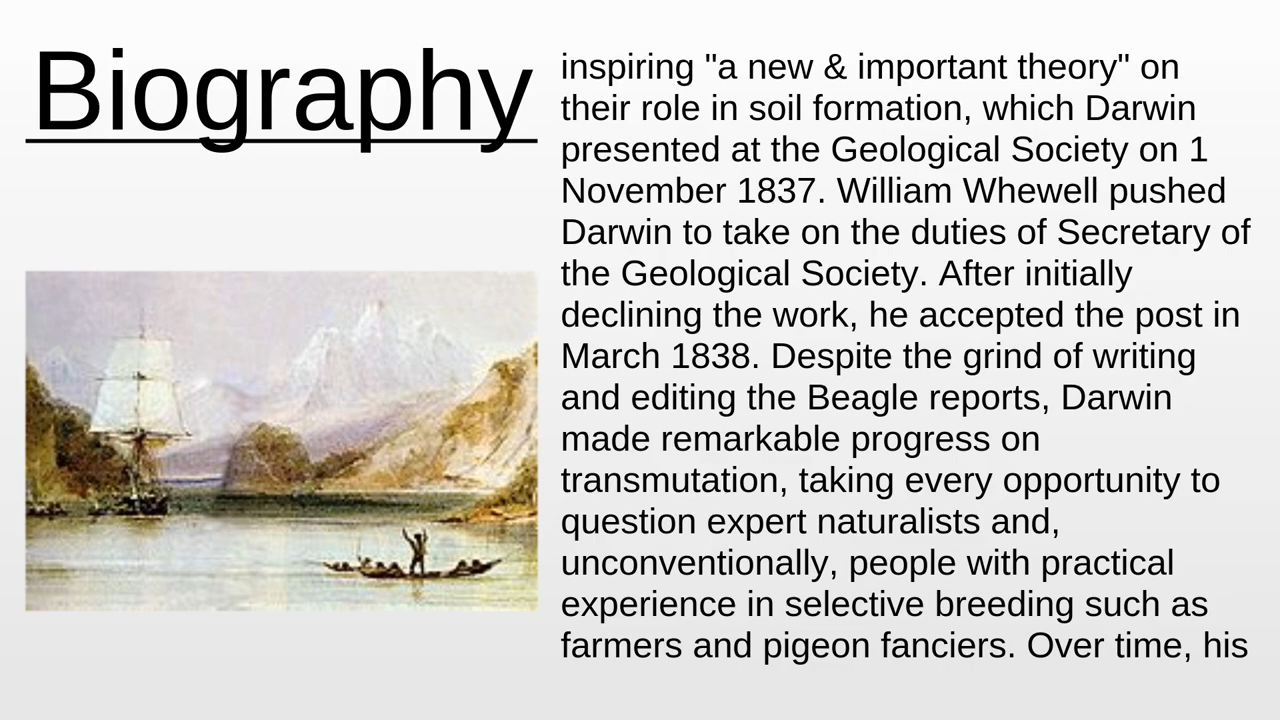 Biography
inspiring "a new & important theory" on
their role in soil formation, which Darwin
presented at the Geological Society on 1
November 1837. William Whewell pushed
Darwin to take on the duties of Secretary of
the Geological Society. After initially
declining the work, he accepted the post in
March 1838. Despite the grind of writing
and editing the Beagle reports, Darwin
made remarkable progress on
transmutation, taking every opportunity to
question expert naturalists and,
unconventionally, people with practical
experience in selective breeding such as
farmers and pigeon fanciers. Over time, his